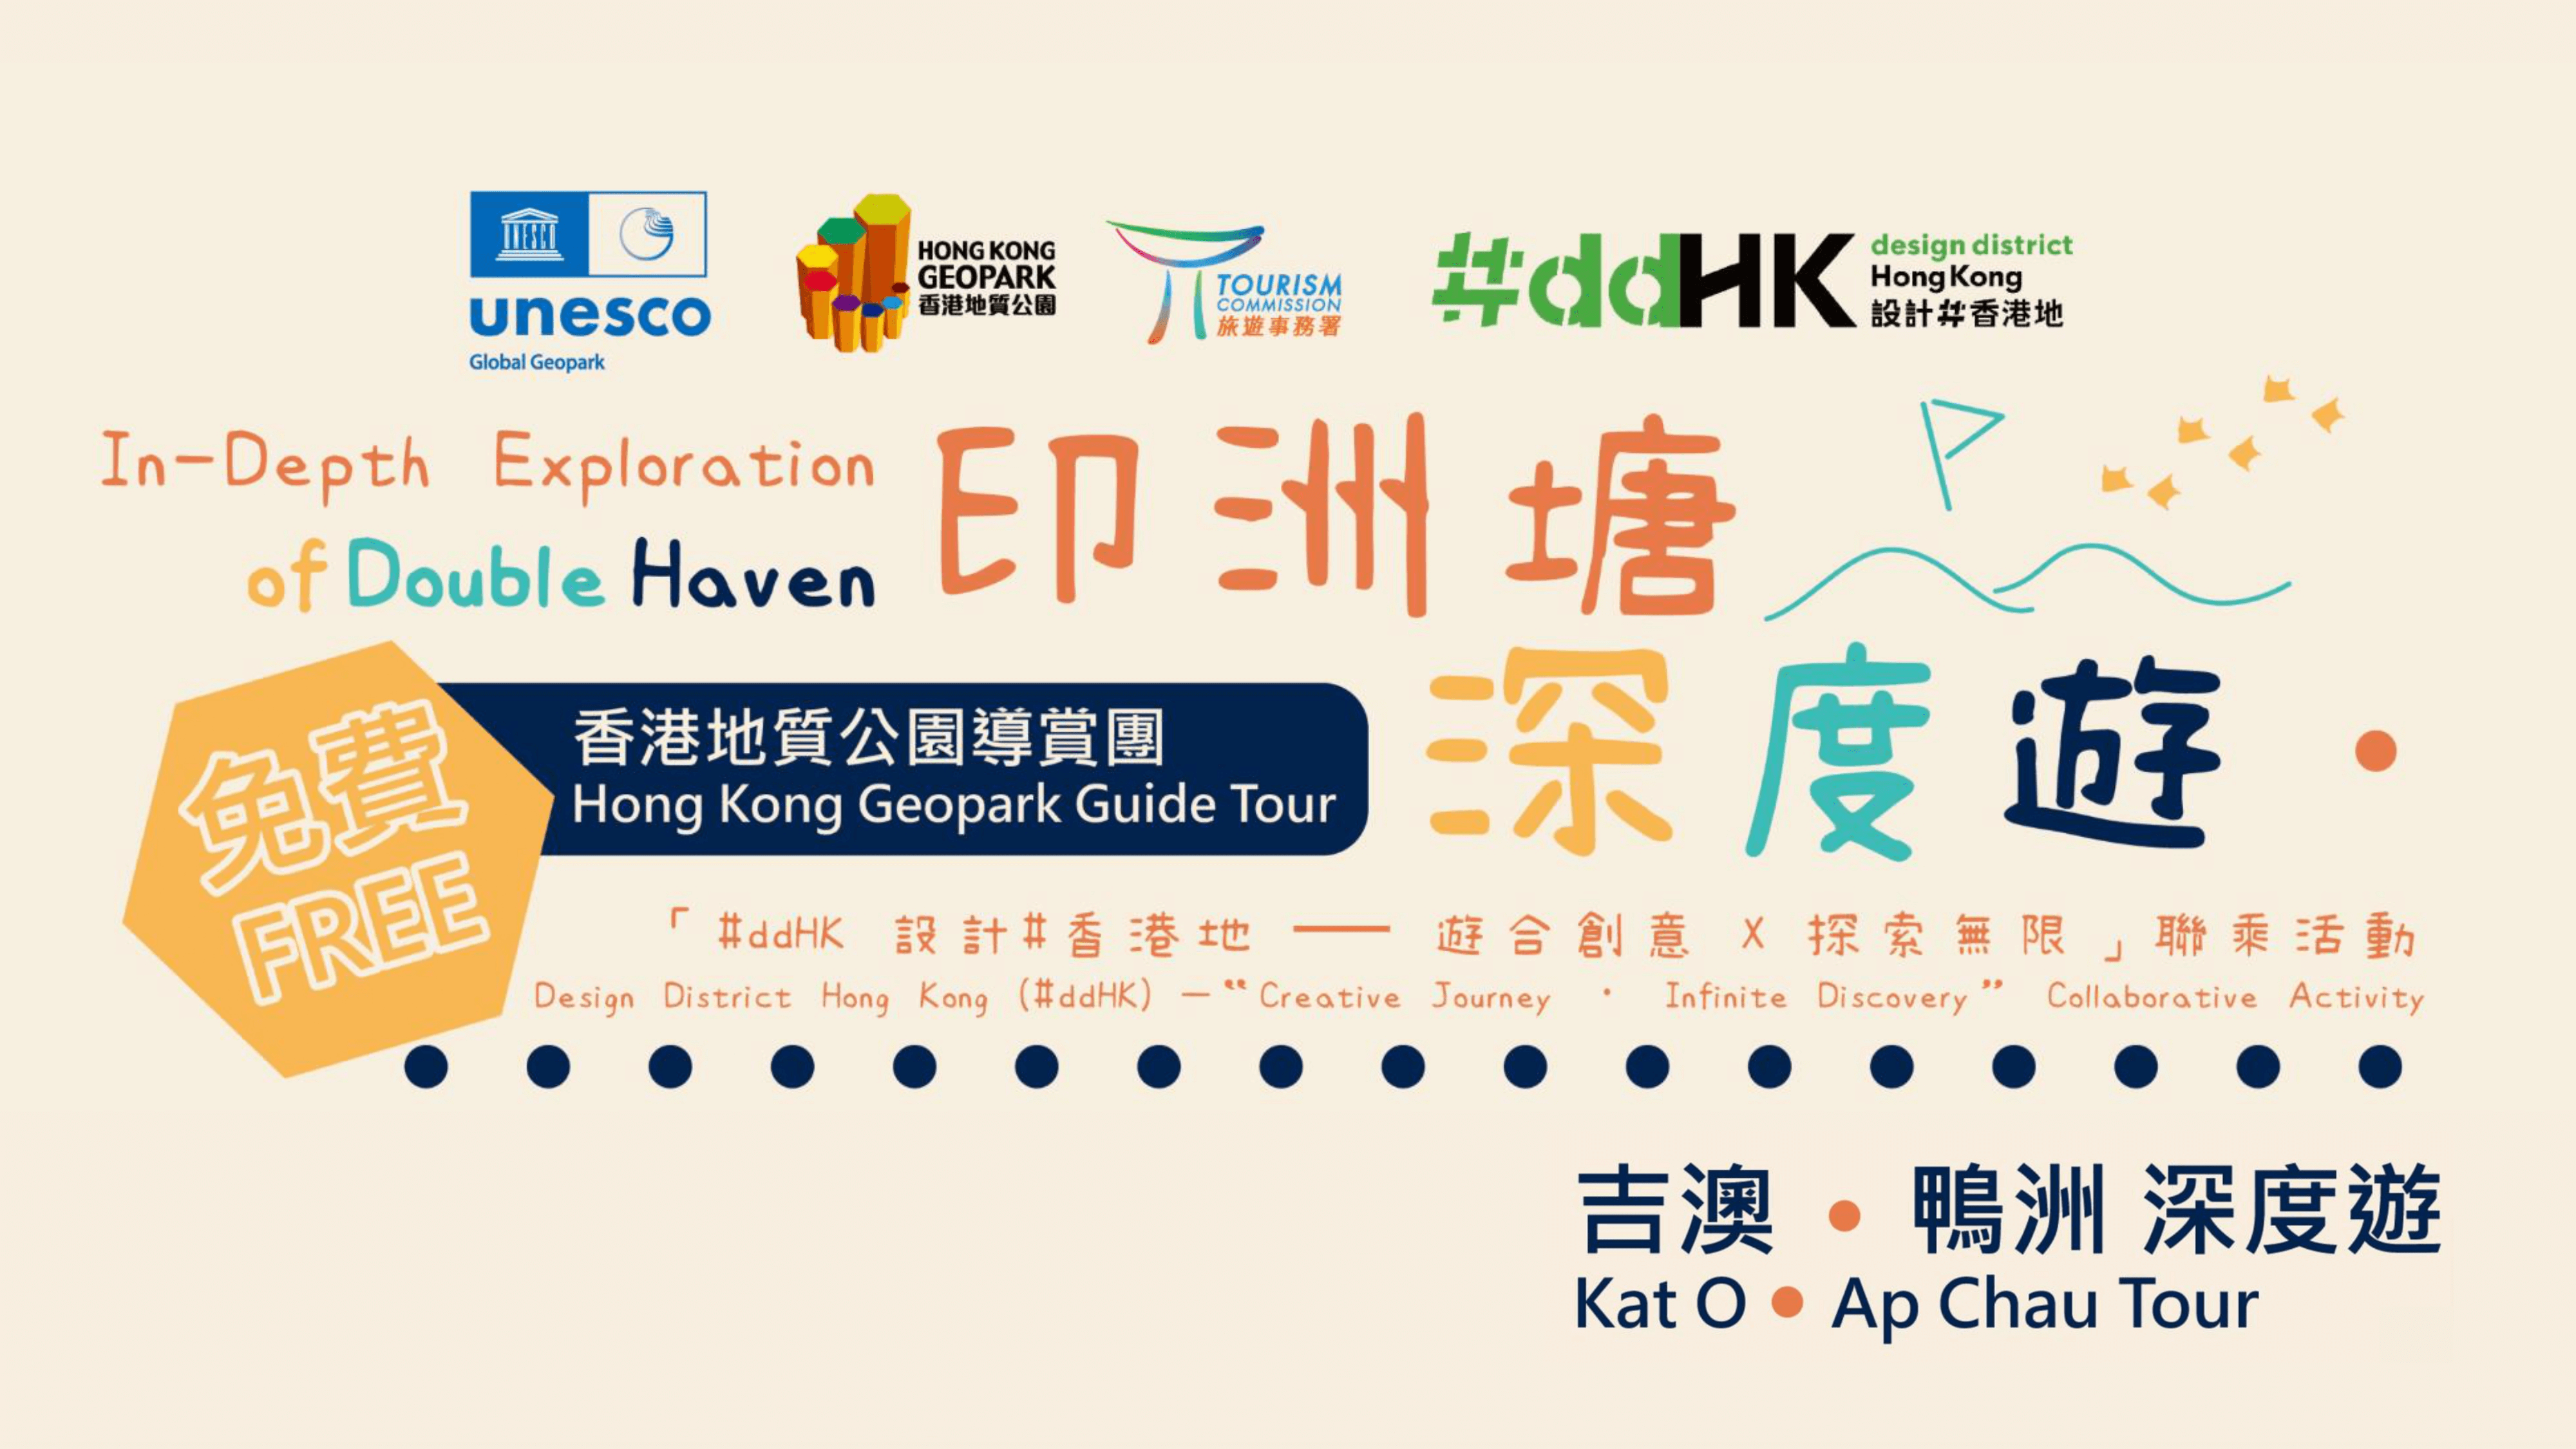 UNESCO
unesco
Global Geopark
HONG KONG
GEOPARK
香港地質公園
TOURISM
COMMISSION
旅遊事務署
#ddHK
design district
HongKong
設計#香港地
In-Depth Exploration
of Double Haven
印洲塘
深度遊
免費
FREE
香港地質公園導賞團
Hong Kong Geopark Guide Tour
「#ddHK 設計#香港地 —— 遊合創意 X 探索無限」聯乘活動
Design District Hong Kong (#ddHK) — “Creative Journey · Infinite Discovery” Collaborative Activity
吉澳 • 鴨洲 深度遊
Kat O • Ap Chau Tour